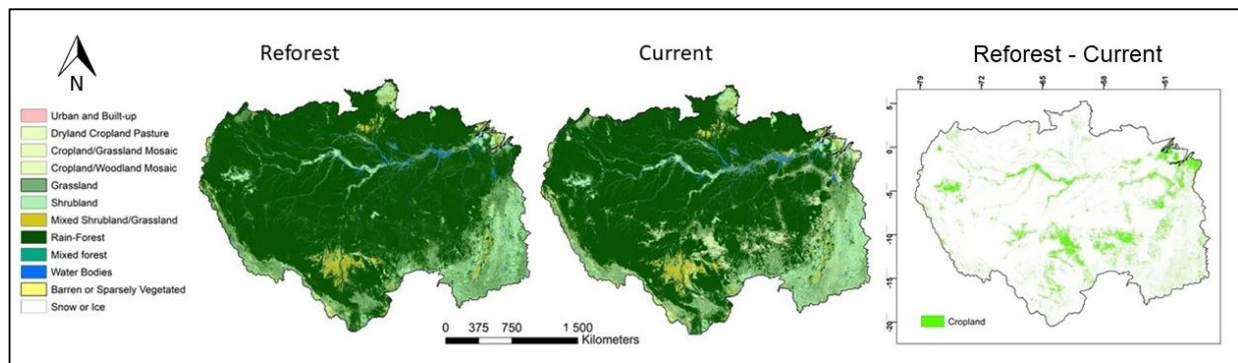 Reforest
Current
Reforest - Current
N
Urban and Built-up
Dryland Cropland Pasture
Cropland/Grassland Mosaic
Cropland/Woodland Mosaic
Grassland
Shrubland
Mixed Shrubland/Grassland
Rain-Forest
Mixed forest
Water Bodies
Barren or Sparsely Vegetated
Snow or Ice
0 375 750 1 500
Kilometers
-79 -72 -65 -58 -51
5
0
-5
-10
-15
-20
Cropland